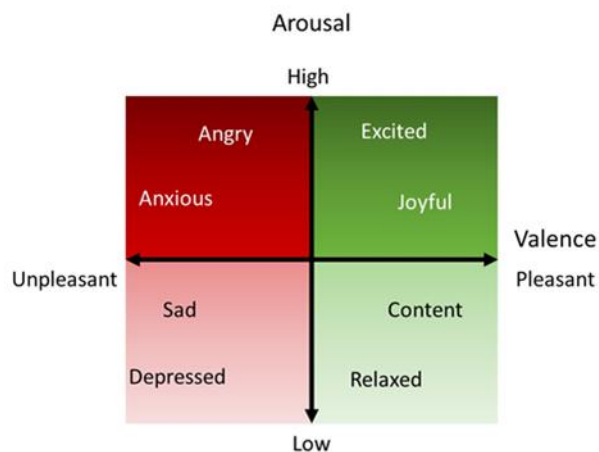 Arousal
High
Angry
Excited
Anxious
Joyful
Valence
Unpleasant
Pleasant
Sad
Content
Depressed
Relaxed
Low